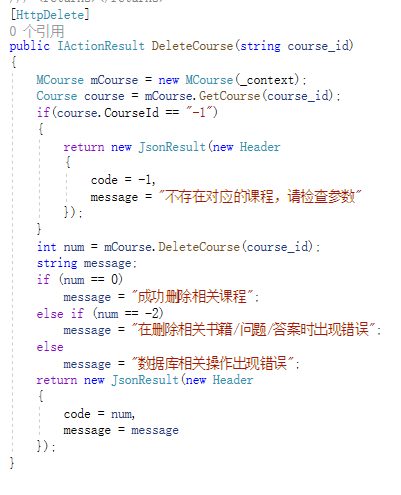 [HttpDelete]
0 个引用
public IActionResult DeleteCourse(string course_id)
{
MCourse mCourse = new MCourse(_context);
Course course = mCourse.GetCourse(course_id);
if(course.CourseId == "-1")
{
return new JsonResult(new Header
{
code = -1,
message = "不存在对应的课程，请检查参数"
});
}
int num = mCourse.DeleteCourse(course_id);
string message;
if (num == 0)
message = "成功删除相关课程";
else if (num == -2)
message = "在删除相关书籍/问题/答案时出现错误";
else
message = "数据库相关操作出现错误";
return new JsonResult(new Header
{
code = num,
message = message
});
}